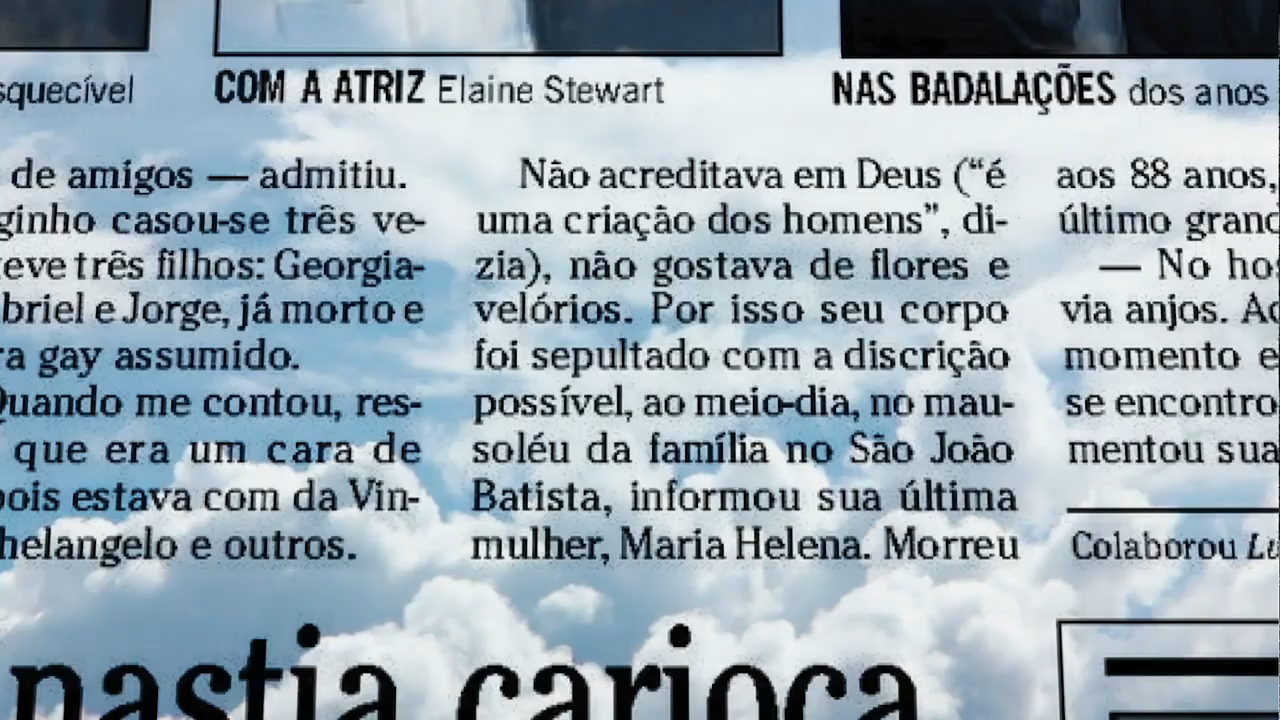 squecível
COM A ATRIZ Elaine Stewart
NAS BADALAÇÕES dos anos
de amigos — admitiu.
ginho casou-se três ve-
eve três filhos: Georgia-
briel e Jorge, já morto e
ra gay assumido.
Quando me contou, res-
que era um cara de
pois estava com da Vin-
helangelo e outros.
Não acreditava em Deus (“é
uma criação dos homens”, di-
zia), não gostava de flores e
velórios. Por isso seu corpo
foi sepultado com a discrição
possível, ao meio-dia, no mau-
soléu da família no São João
Batista, informou sua última
mulher, Maria Helena. Morreu
aos 88 anos,
último grand
— No hos
via anjos. Ao
momento e
se encontro
mentou sua
Colaborou Lu
nastia carioca